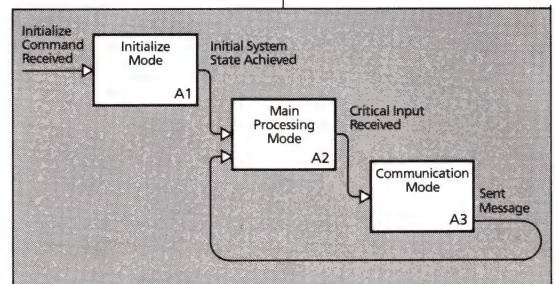 Initialize
Command
Received
Initialize
Mode
A1
Initial System
State Achieved
Main
Processing
Mode
A2
Critical Input
Received
Communication
Mode
A3
Sent
Message